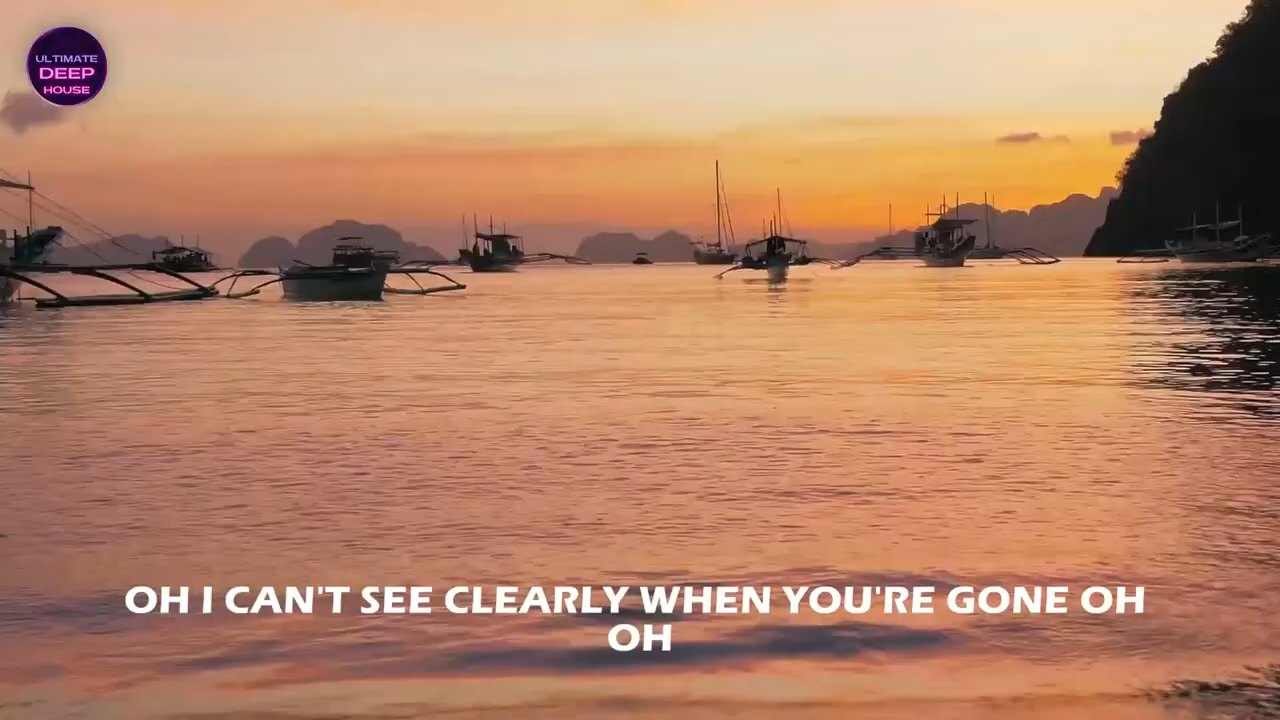 ULTIMATE
DEEP
HOUSE
OH I CAN'T SEE CLEARLY WHEN YOU'RE GONE OH
OH